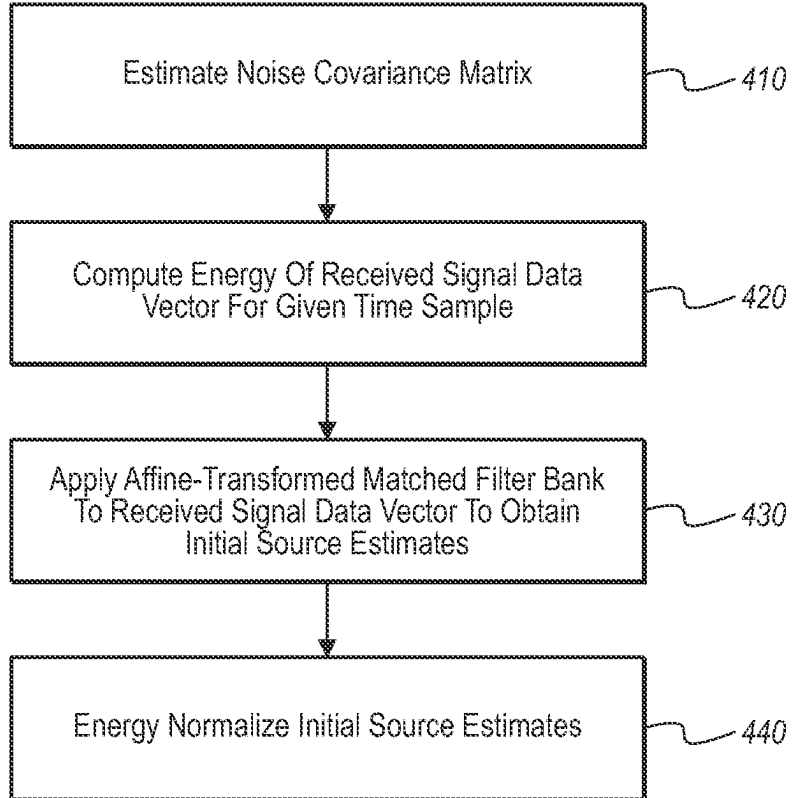 Estimate Noise Covariance Matrix
410
Compute Energy Of Received Signal Data
Vector For Given Time Sample
420
Apply Affine-Transformed Matched Filter Bank
To Received Signal Data Vector To Obtain
Initial Source Estimates
430
Energy Normalize Initial Source Estimates
440